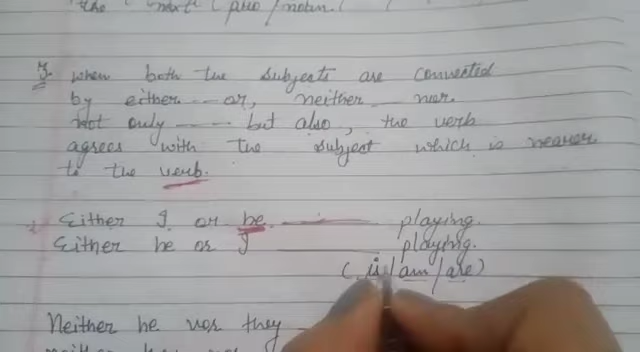 the next (pro/noun.
7. when both the subjects are connected
by either --- or, neither --- nor.
not only --- but also, the verb
agrees with the subject which is nearer
to the verb.
Either I or he ______ playing.
Either he or I ______ playing.
(is/am/are)
Neither he nor they